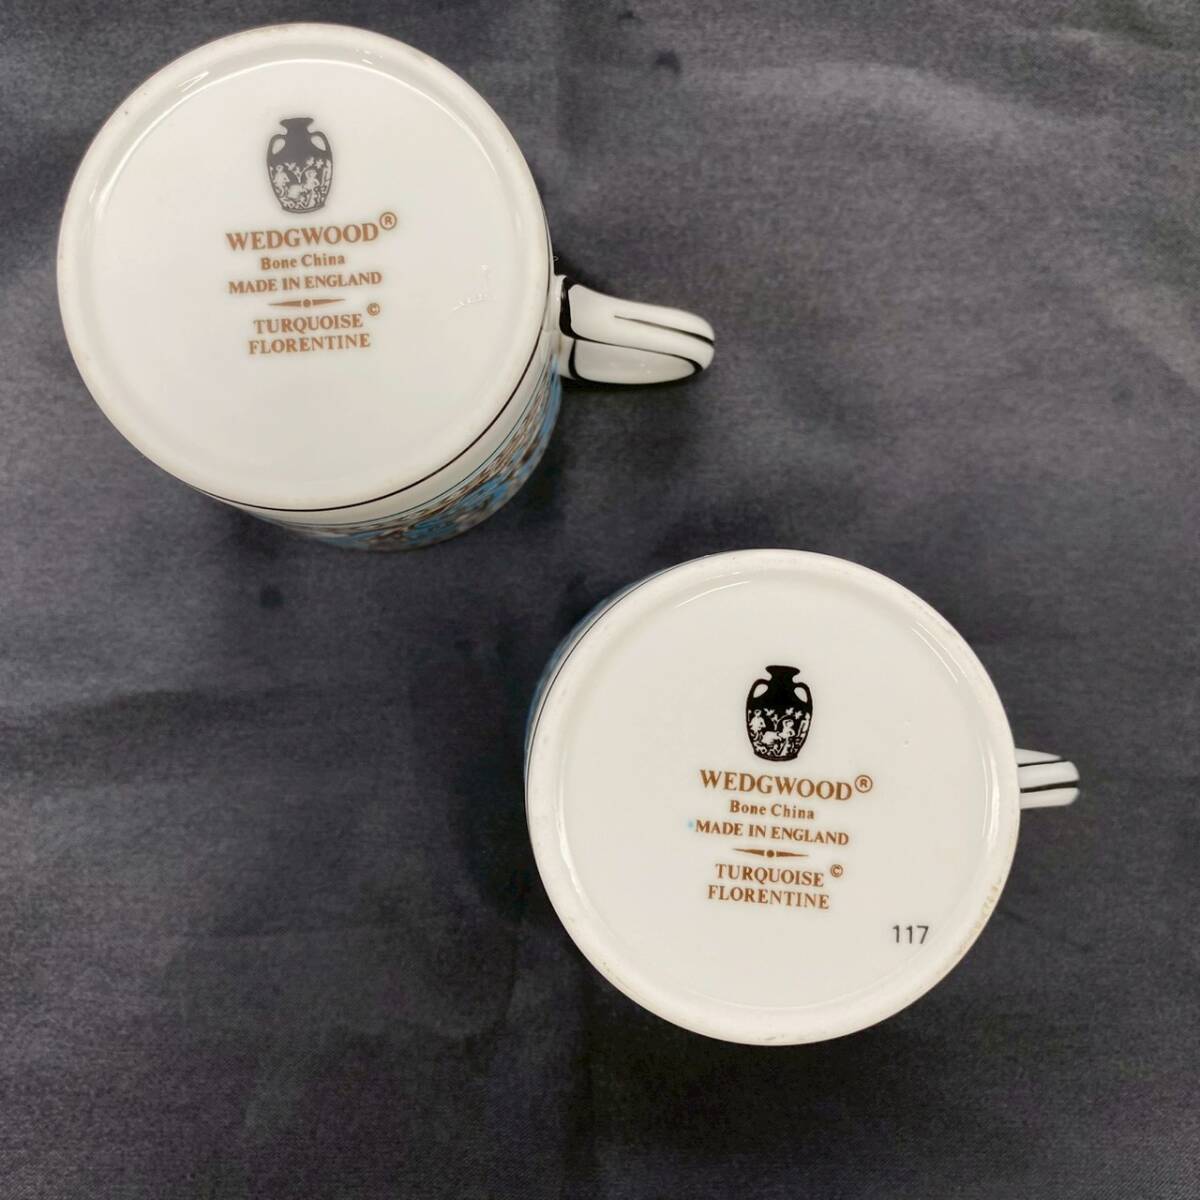 WEDGWOOD®
Bone China
MADE IN ENGLAND
TURQUOISE ©
FLORENTINE
WEDGWOOD®
Bone China
MADE IN ENGLAND
TURQUOISE ©
FLORENTINE
117